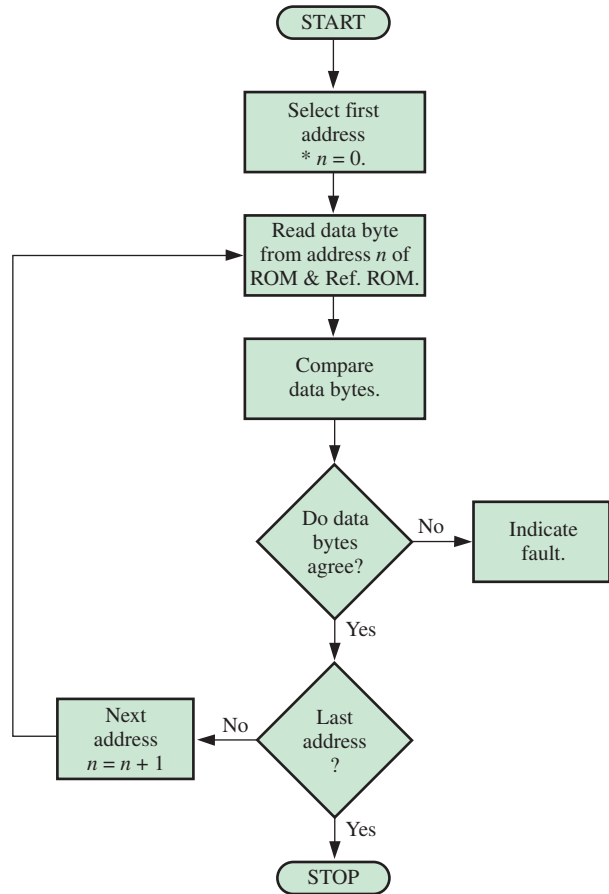 START
Select first
address
* n = 0.
Read data byte
from address n of
ROM & Ref. ROM.
Compare
data bytes.
Do data
bytes
agree?
No
Indicate
fault.
Yes
Last
address
?
No
Next
address
n = n + 1
Yes
STOP